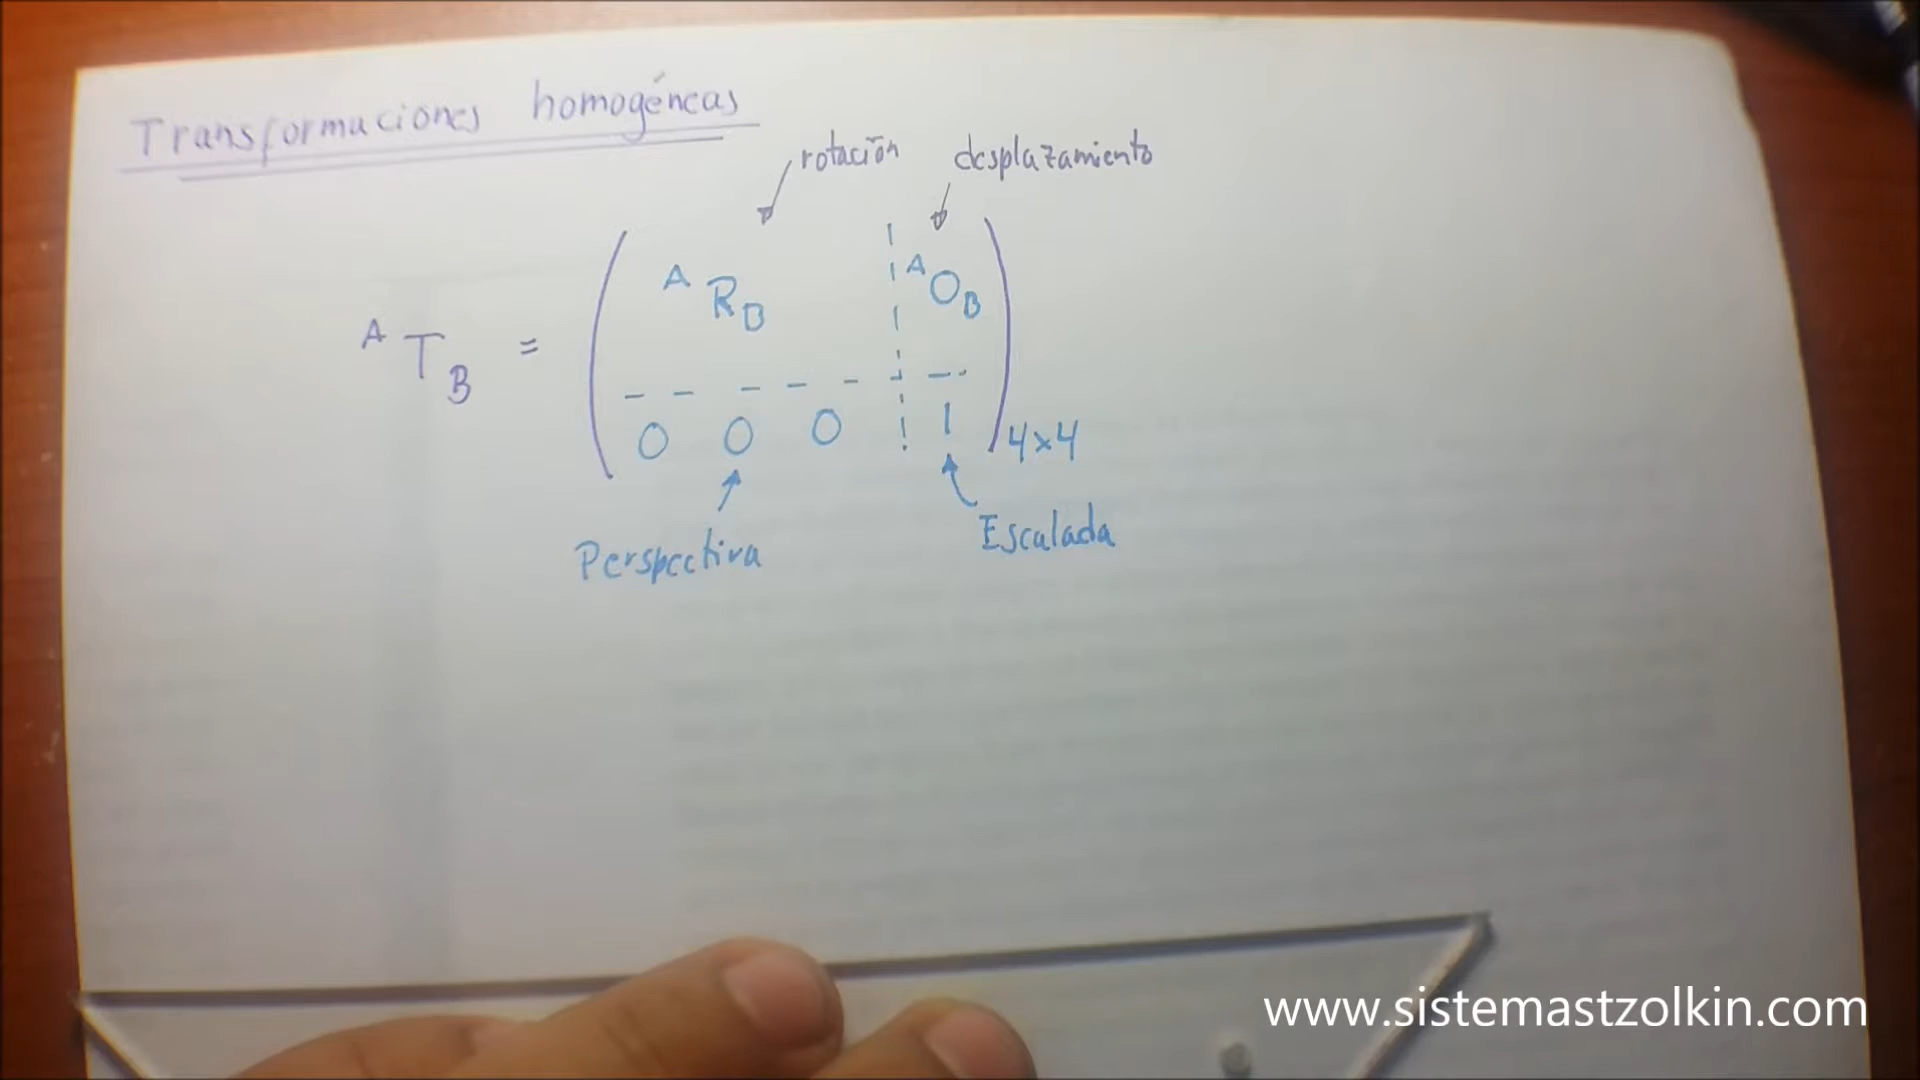 Transformaciones homogéneas
rotación desplazamiento
A R B A O B
A T B =
0 0 0 1 4x4
Perspectiva Escalada
www.sistemastzolkin.com